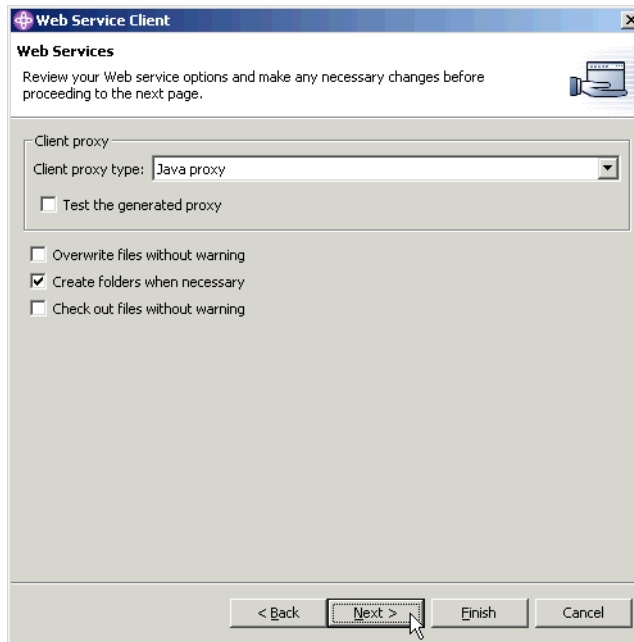 Web Service Client
Web Services
Review your Web service options and make any necessary changes before
proceeding to the next page.
Client proxy
Client proxy type: Java proxy
Test the generated proxy
Overwrite files without warning
Create folders when necessary
Check out files without warning
< Back Next > Finish Cancel